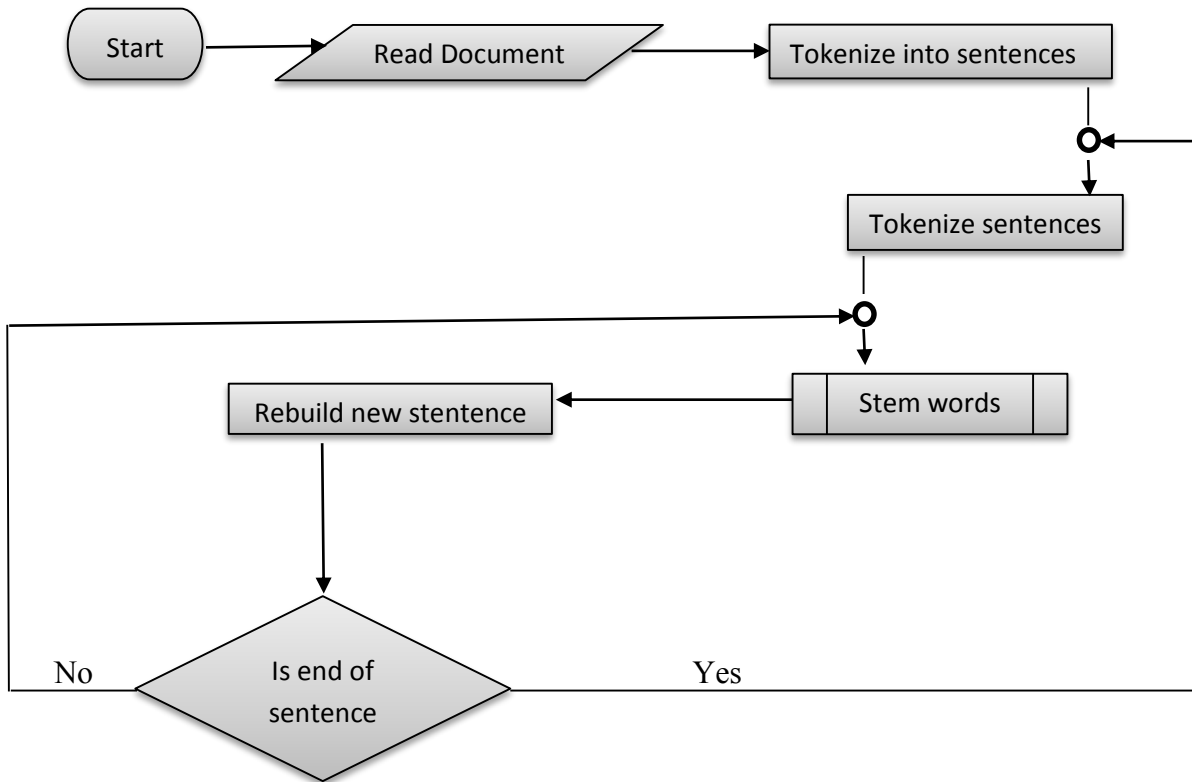 Start
Read Document
Tokenize into sentences
Tokenize sentences
Stem words
Rebuild new stentence
Is end of
sentence
No
Yes